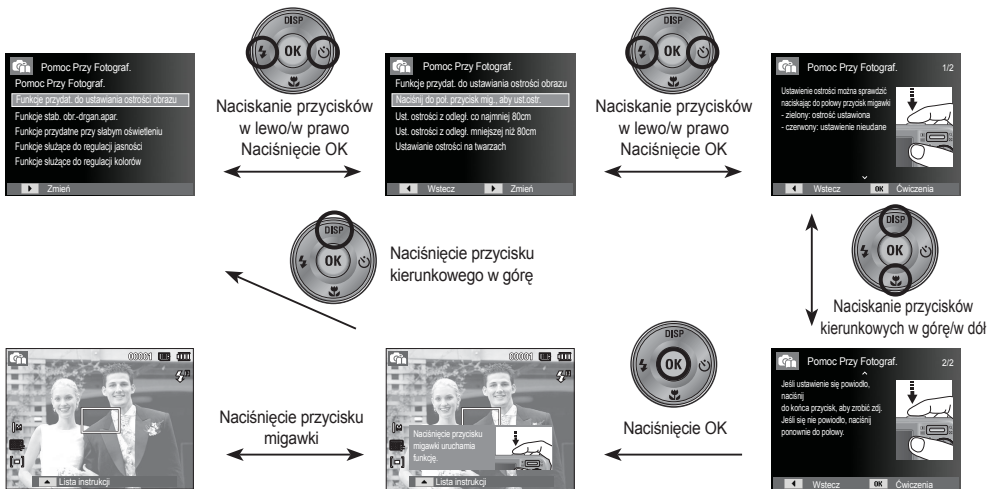 DISP
OK
Naciskanie przycisków
w lewo/w prawo
Naciśnięcie OK
DISP
OK
Naciskanie przycisków
w lewo/w prawo
Naciśnięcie OK
Pomoc Przy Fotograf.
Pomoc Przy Fotograf.
Funkcje przydat. do ustawiania ostrości obrazu
Funkcje stab. obr.-drgan.apar.
Funkcje przydatne przy słabym oświetleniu
Funkcje służące do regulacji jasności
Funkcje służące do regulacji kolorów
Zmień
Pomoc Przy Fotograf.
Funkcje przydat. do ustawiania ostrości obrazu
Naciśnij do poł. przycisk mig., aby ust.ostr.
Ust. ostrości z odległ. co najmniej 80cm
Ust. ostrości z odległ. mniejszej niż 80cm
Ustawianie ostrości na twarzach
Wstecz
Zmień
Pomoc Przy Fotograf. 1/2
Ustawienie ostrości można sprawdzić
naciskając do połowy przycisk migawki
- zielony: ostrość ustawiona
- czerwony: ustawienie nieudane
Wstecz
OK Ćwiczenia
DISP
OK
Naciśnięcie przycisku
kierunkowego w górę
DISP
OK
Naciskanie przycisków
kierunkowych w górę/w dół
00001
Lista instrukcji
Naciśnięcie przycisku
migawki
00001
Naciśnięcie przycisku
migawki uruchamia
funkcję.
Lista instrukcji
DISP
OK
Naciśnięcie OK
Pomoc Przy Fotograf. 2/2
Jeśli ustawienie się powiodło,
naciśnij
do końca przycisk, aby zrobić zdj.
Jeśli się nie powiodło, naciśnij
ponownie do połowy.
Wstecz
OK Ćwiczenia